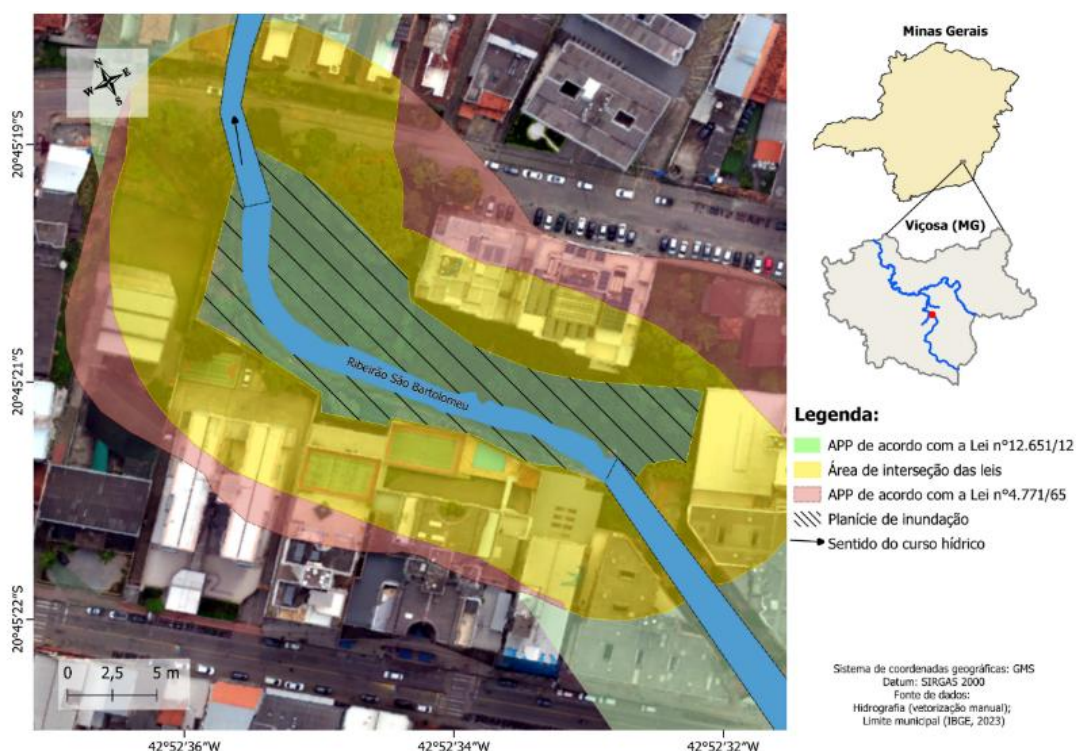 N
E
W
S
20°45'19"S
20°45'21"S
20°45'22"S
Ribeirão São Bartolomeu
0 2,5 5 m
42°52'36"W
42°52'34"W
42°52'32"W
Minas Gerais
Viçosa (MG)
Legenda:
APP de acordo com a Lei n°12.651/12
Área de interseção das leis
APP de acordo com a Lei n°4.771/65
Planície de inundação
Sentido do curso hídrico
Sistema de coordenadas geográficas: GMS
Datum: SIRGAS 2000
Fonte de dados:
Hidrografia (vetorização manual);
Limite municipal (IBGE, 2023)